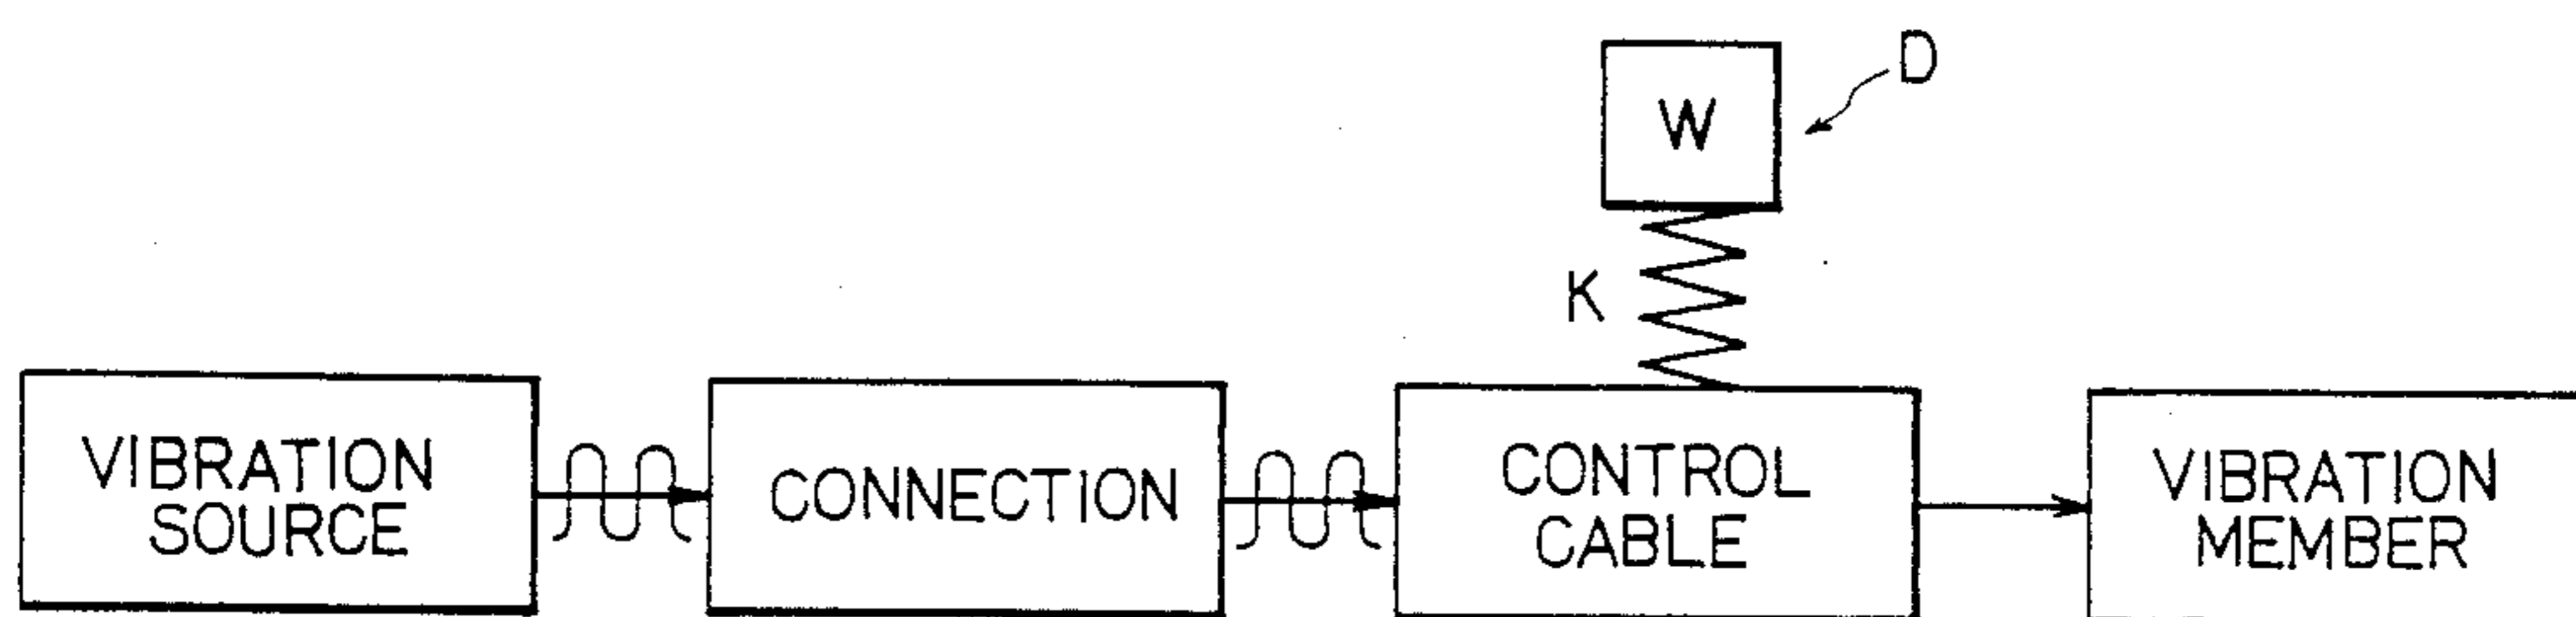 W
D
K
VIBRATION
SOURCE
CONNECTION
CONTROL
CABLE
VIBRATION
MEMBER